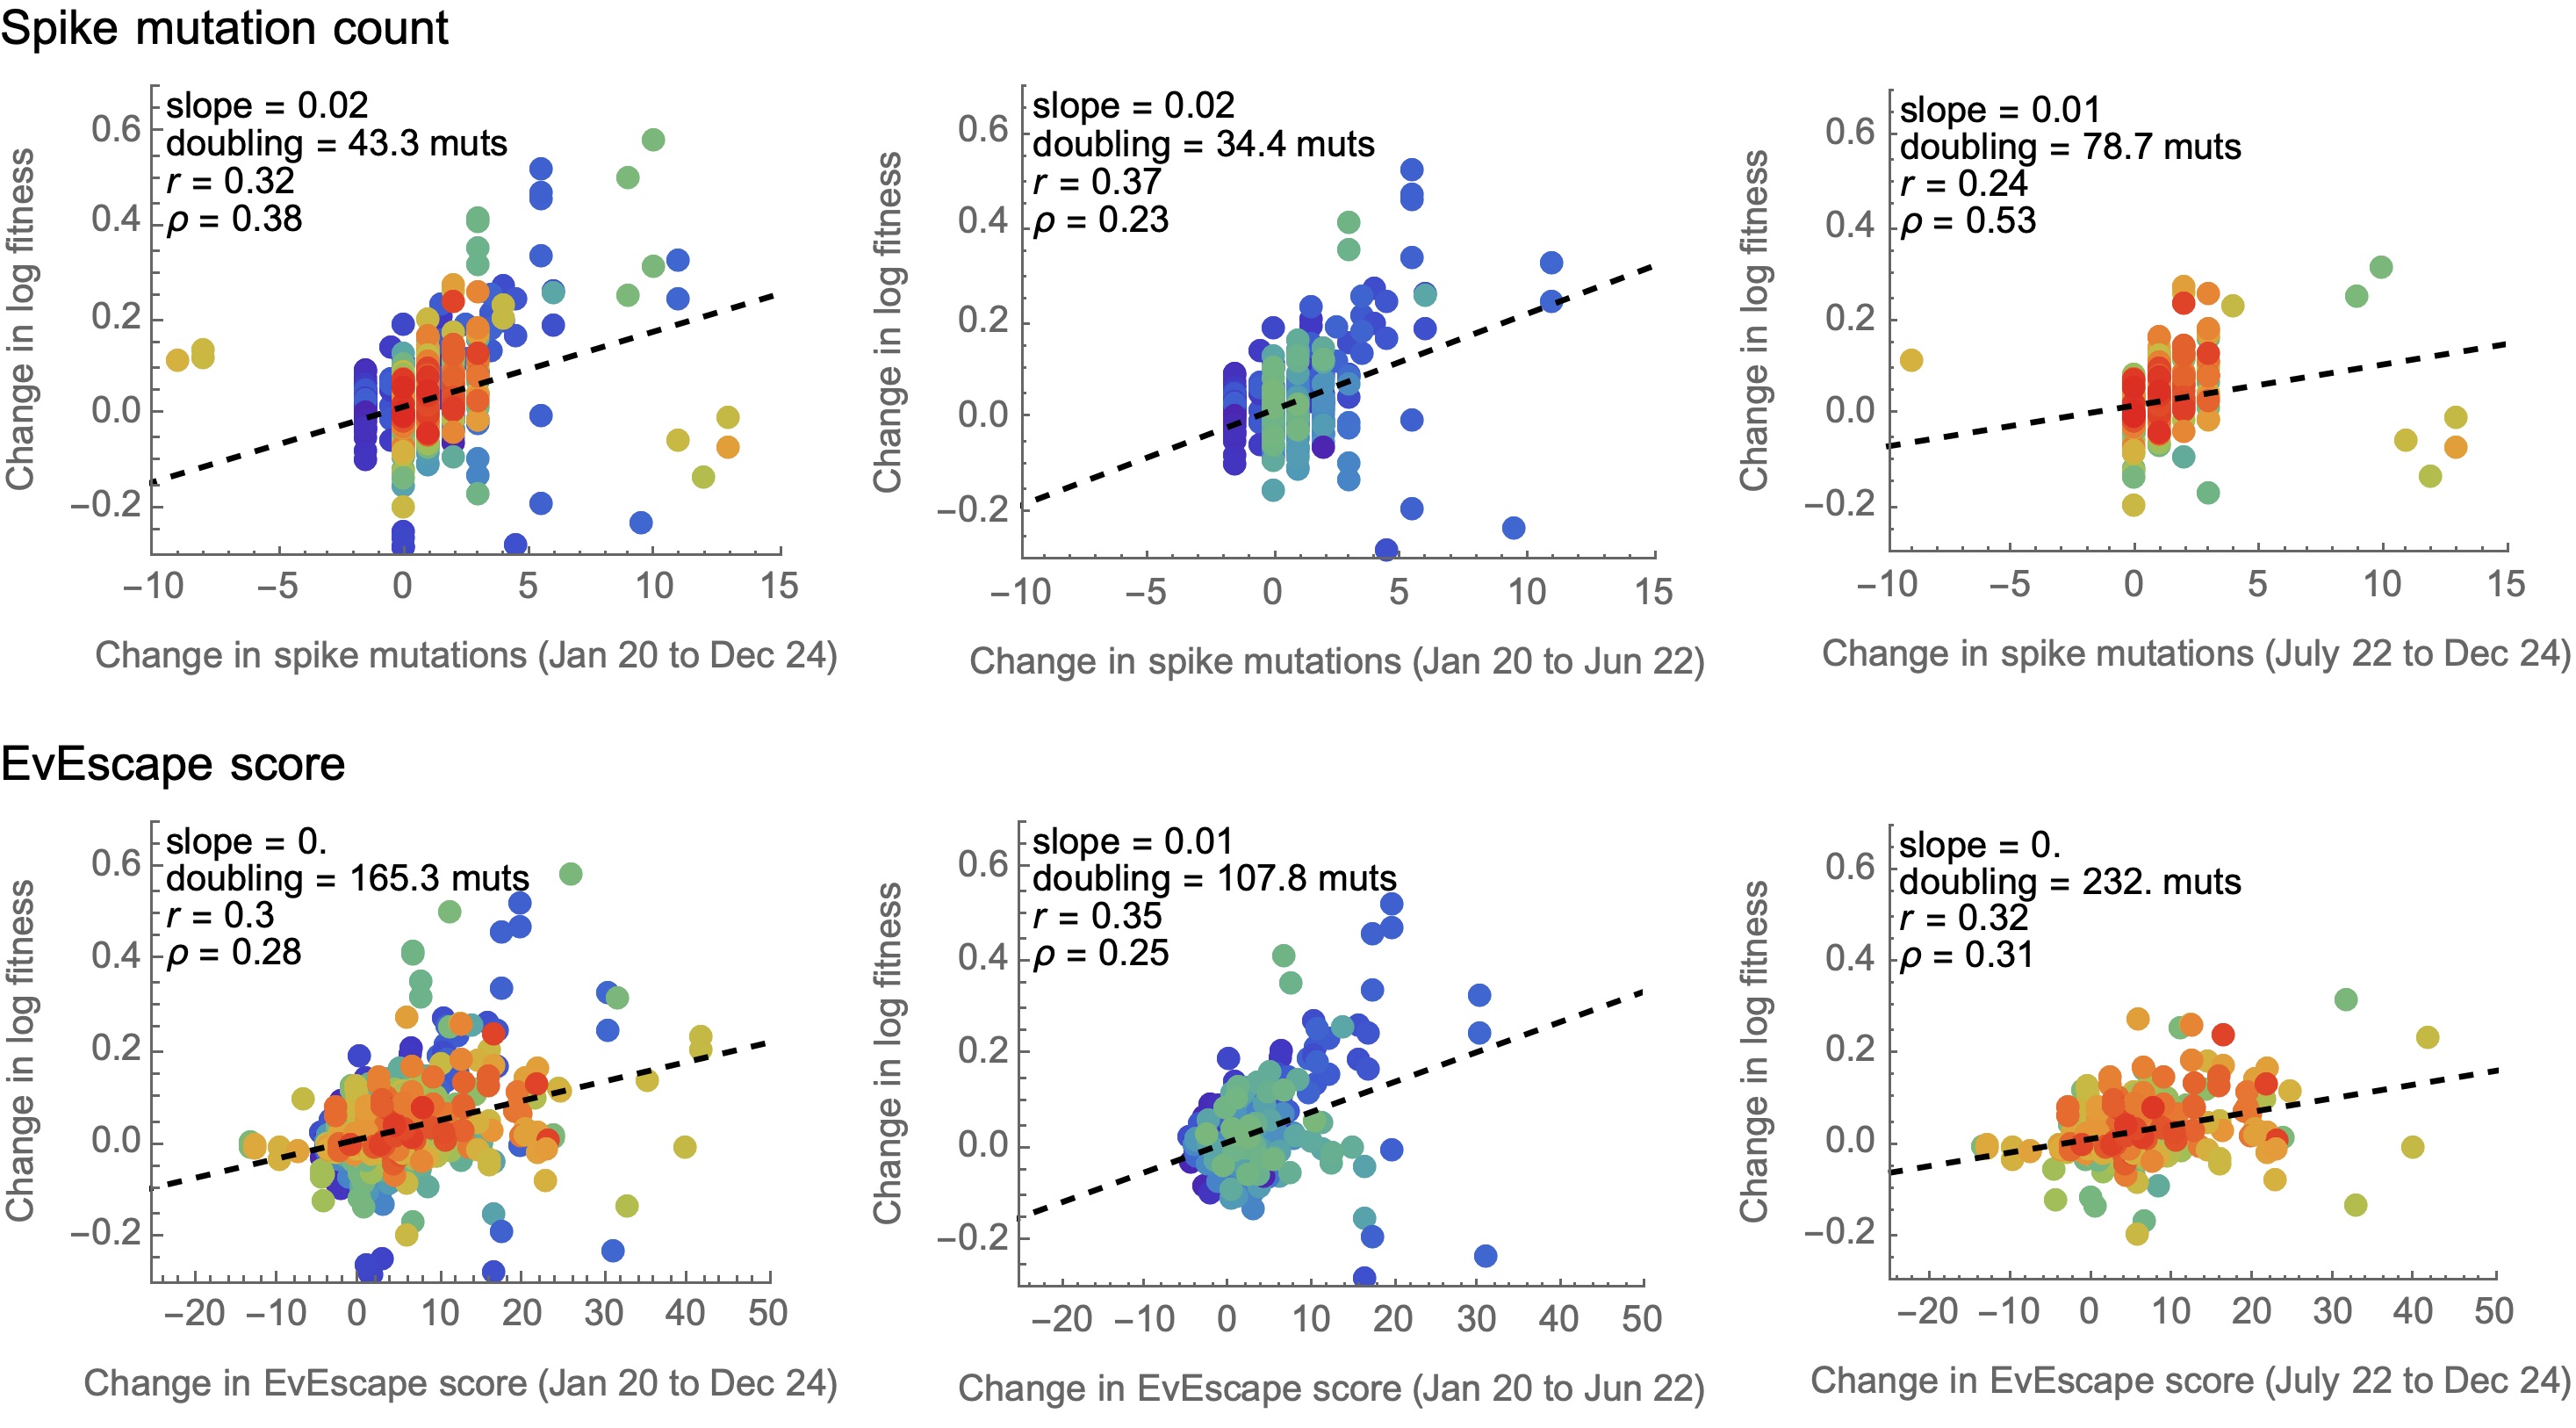 Spike mutation count
slope = 0.02
doubling = 43.3 muts
r = 0.32
ρ = 0.38
Change in log fitness
0.6
0.4
0.2
0.0
−0.2
−10
−5
0
5
10
15
Change in spike mutations (Jan 20 to Dec 24)
slope = 0.02
doubling = 34.4 muts
r = 0.37
ρ = 0.23
Change in log fitness
0.6
0.4
0.2
0.0
−0.2
−10
−5
0
5
10
15
Change in spike mutations (Jan 20 to Jun 22)
slope = 0.01
doubling = 78.7 muts
r = 0.24
ρ = 0.53
Change in log fitness
0.6
0.4
0.2
0.0
−0.2
−10
−5
0
5
10
15
Change in spike mutations (July 22 to Dec 24)
EvEscape score
slope = 0.
doubling = 165.3 muts
r = 0.3
ρ = 0.28
Change in log fitness
0.6
0.4
0.2
0.0
−0.2
−20
−10
0
10
20
30
40
50
Change in EvEscape score (Jan 20 to Dec 24)
slope = 0.01
doubling = 107.8 muts
r = 0.35
ρ = 0.25
Change in log fitness
0.6
0.4
0.2
0.0
−0.2
−20
−10
0
10
20
30
40
50
Change in EvEscape score (Jan 20 to Jun 22)
slope = 0.
doubling = 232. muts
r = 0.32
ρ = 0.31
Change in log fitness
0.6
0.4
0.2
0.0
−0.2
−20
−10
0
10
20
30
40
50
Change in EvEscape score (July 22 to Dec 24)